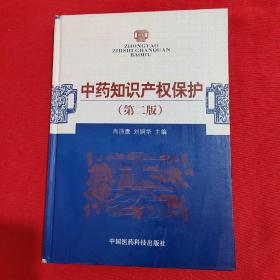 ZHONGYAO
ZHISHI CHANQUAN
BAOHU
中药知识产权保护
(第二版)
肖诗鹰 刘铜华 主编
中国医药科技出版社